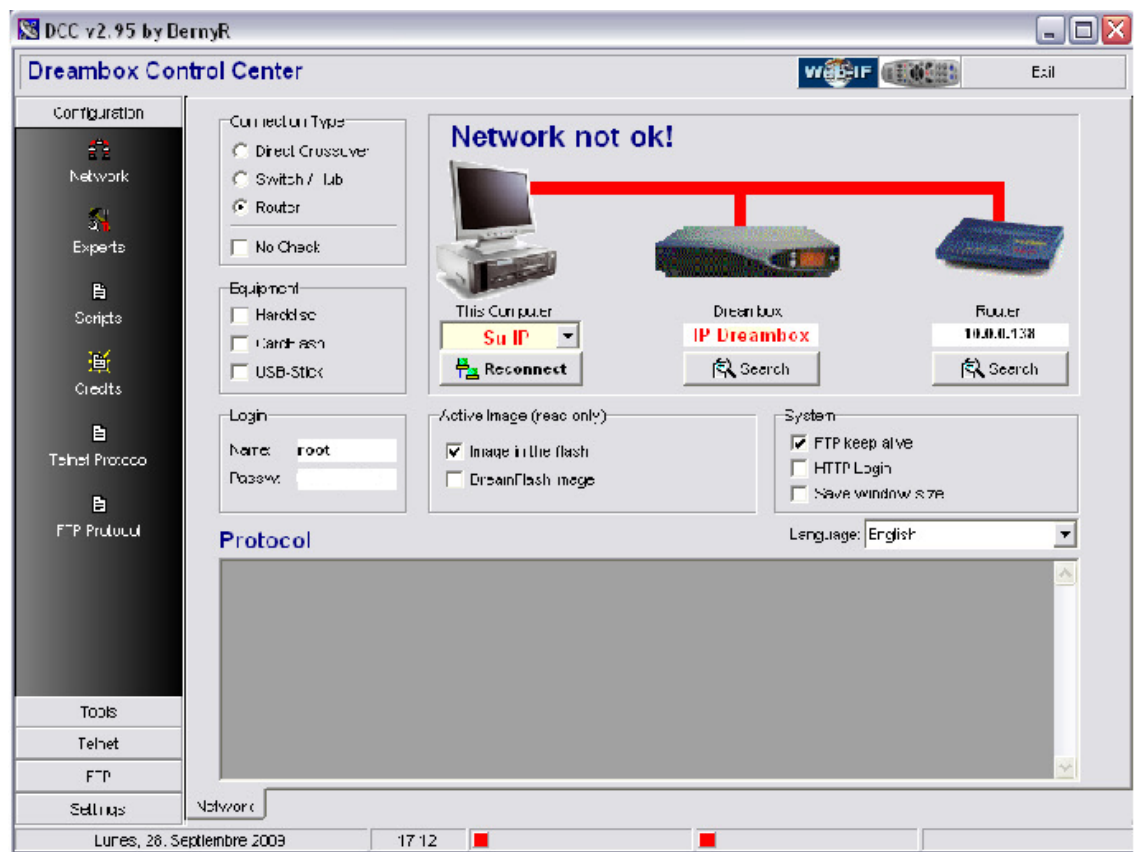 DCC v2.95 by BernyR
Dreambox Control Center
Web-IF
Exit
Configuration
Network
Experts
Scripts
Credits
Telnet Protocol
FTP Protocol
Tools
Telnet
FTP
Settings
Connection Type
Direct Crossover
Switch / Hub
Router
No Check
Equipment
Harddisc
CardFlash
USB-Stick
Network not ok!
This Computer
Su IP
Reconnect
Dreambox
IP Dreambox
Search
Router
10.0.0.138
Search
Login
Name: root
Passw:
Active Image (read only)
Image in the flash
DreamFlash image
System
FTP keep alive
HTTP Login
Save window size
Language: English
Protocol
Network
Lunes, 28. Septiembre 2009
17:12